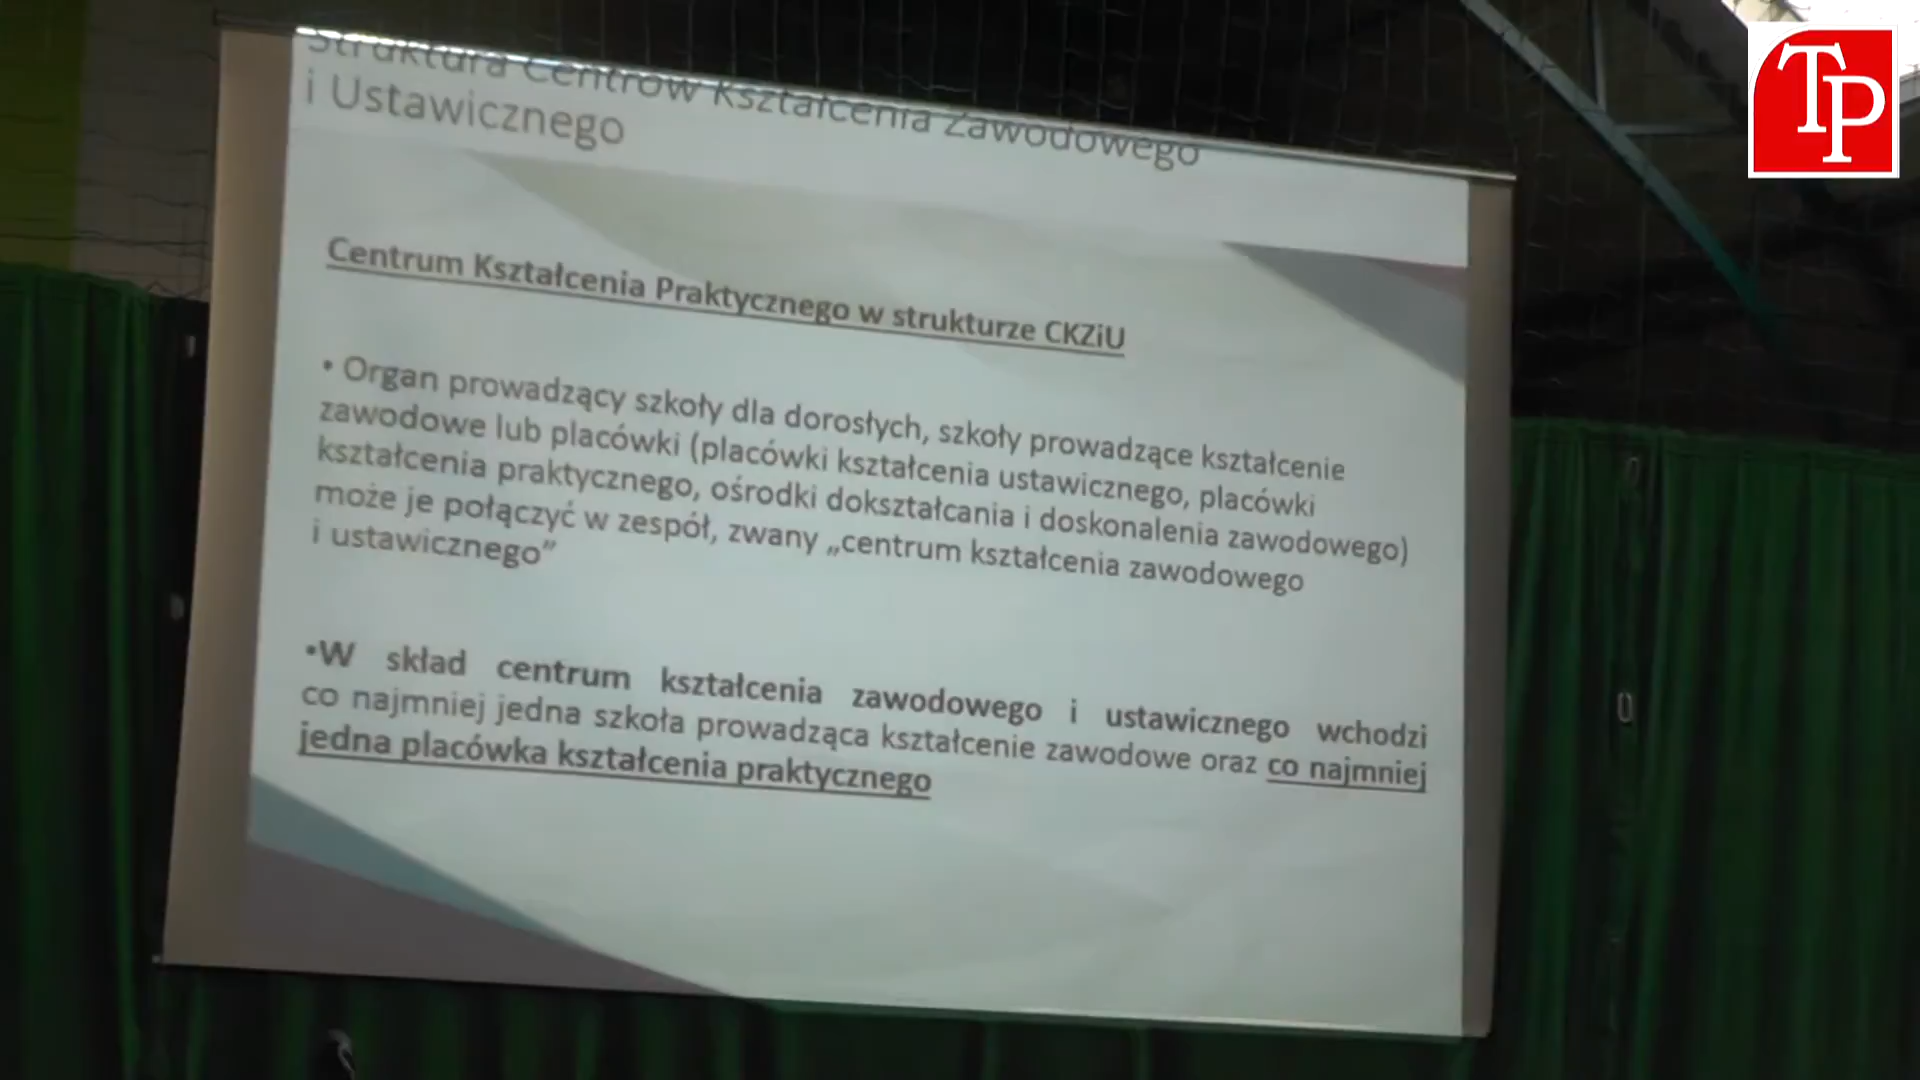 Struktura Centrów Kształcenia Zawodowego
i Ustawicznego
Centrum Kształcenia Praktycznego w strukturze CKZiU
• Organ prowadzący szkoły dla dorosłych, szkoły prowadzące kształcenie
zawodowe lub placówki (placówki kształcenia ustawicznego, placówki
kształcenia praktycznego, ośrodki dokształcania i doskonalenia zawodowego)
może je połączyć w zespół, zwany „centrum kształcenia zawodowego
i ustawicznego”
•W skład centrum kształcenia zawodowego i ustawicznego wchodzi
co najmniej jedna szkoła prowadząca kształcenie zawodowe oraz co najmniej
jedna placówka kształcenia praktycznego
TP